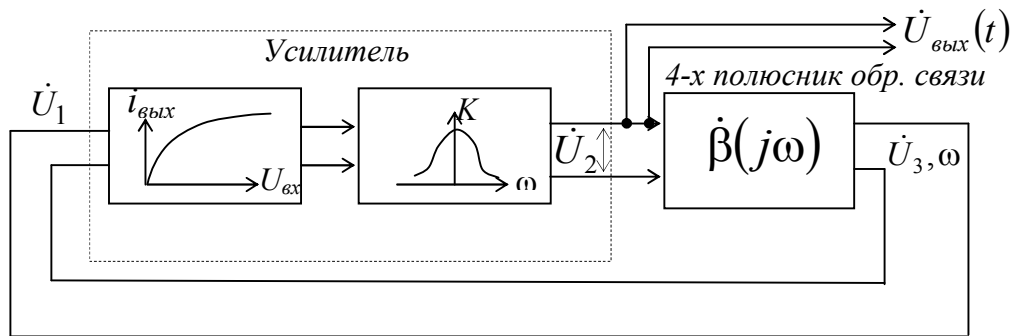 U̇вых(t)
Усилитель
4-х полюсник обр. связи
U̇1
iвых
Uвх
K
ω
U̇2
β̇(jω)
U̇3, ω